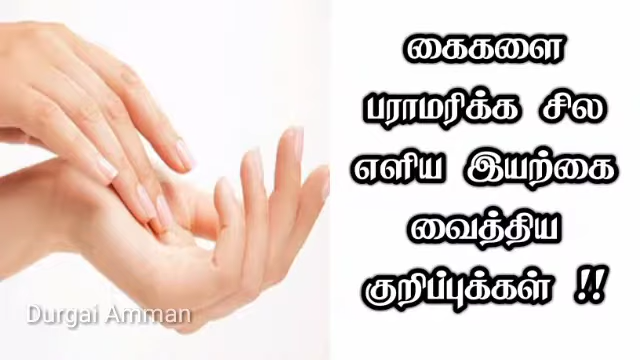 கைகளை
பராமரிக்க சில
எளிய இயற்கை
வைத்திய
குறிப்புக்கள் !!
Durgai Amman